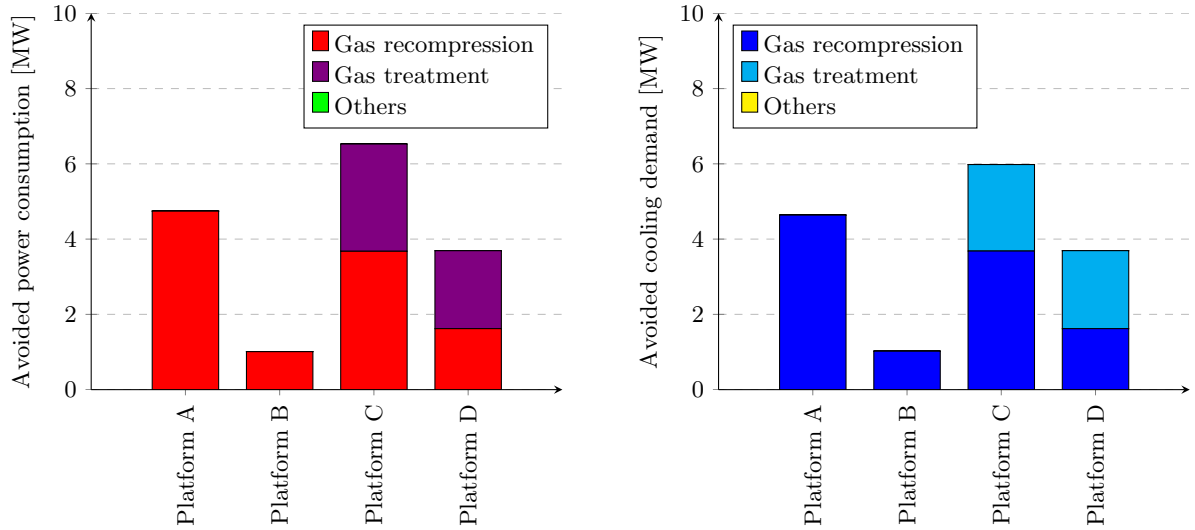 Avoided power consumption [MW]
10
8
6
4
2
0
Gas recompression
Gas treatment
Others
Platform A
Platform B
Platform C
Platform D
Avoided cooling demand [MW]
10
8
6
4
2
0
Gas recompression
Gas treatment
Others
Platform A
Platform B
Platform C
Platform D